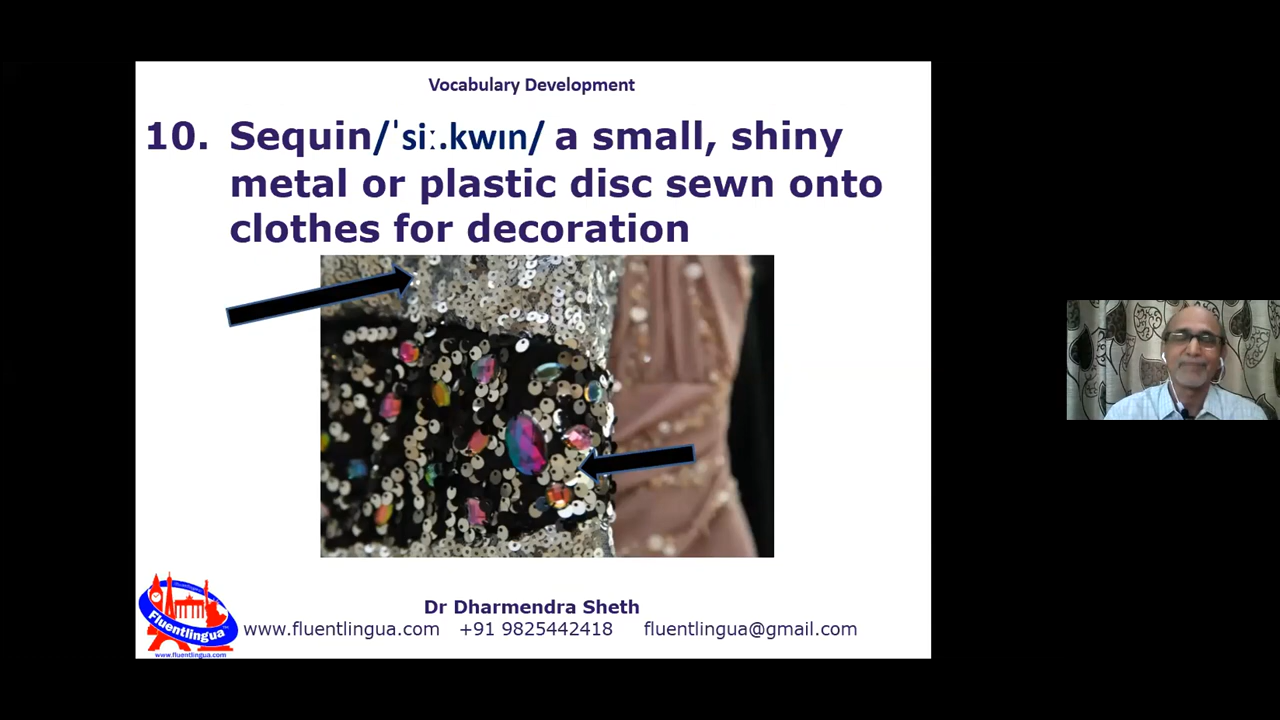 Vocabulary Development
10. Sequin/ˈsiː.kwɪn/ a small, shiny
metal or plastic disc sewn onto
clothes for decoration
Fluentlingua
www.fluentlingua.com
Dr Dharmendra Sheth
www.fluentlingua.com +91 9825442418 fluentlingua@gmail.com